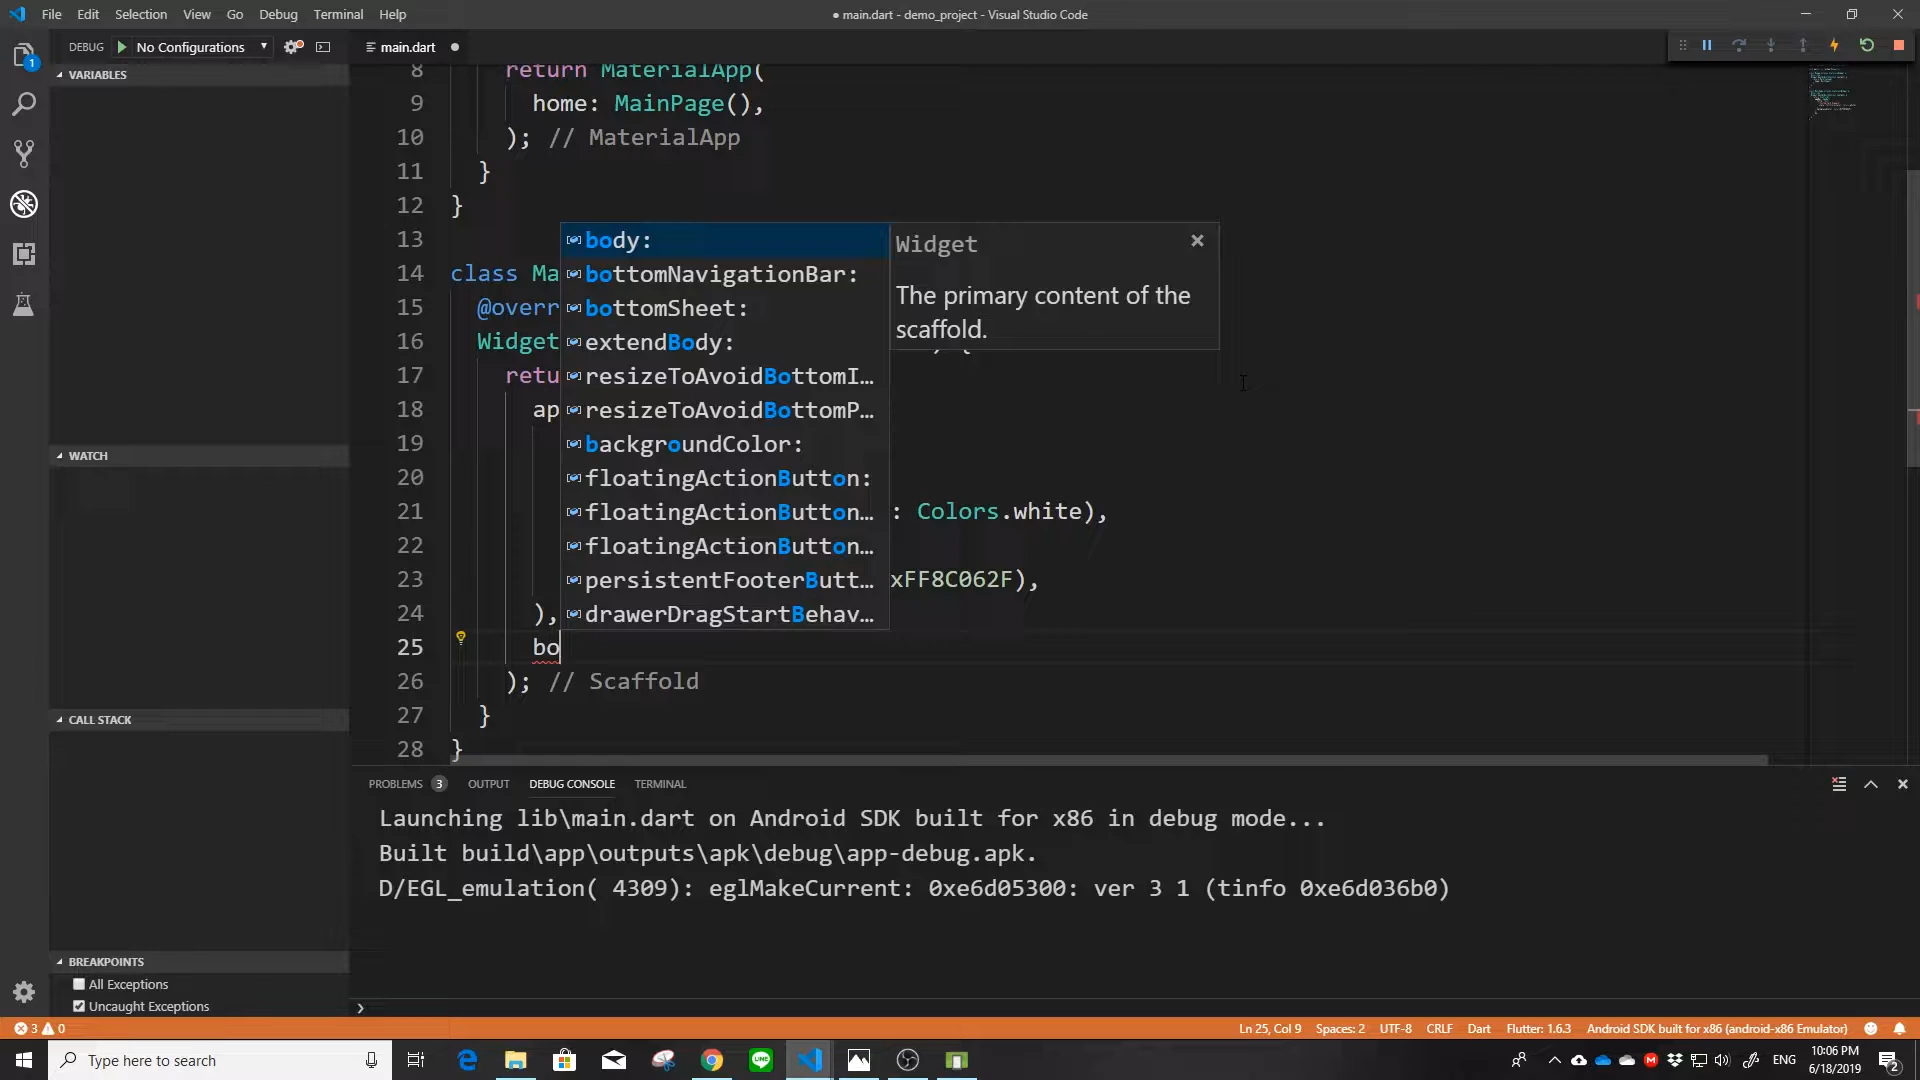 File Edit Selection View Go Debug Terminal Help
● main.dart - demo_project - Visual Studio Code
DEBUG No Configurations
main.dart
VARIABLES
WATCH
CALL STACK
BREAKPOINTS
All Exceptions
Uncaught Exceptions
8 return MaterialApp(
9 home: MainPage(),
10 ); // MaterialApp
11 }
12 }
13
14 class Ma
15 @overr
16 Widget ) {
17 retu
18 ap
19
20
21 : Colors.white),
22
23 xFF8C062F),
24 ),
25 bo
26 ); // Scaffold
27 }
28 }
body:
bottomNavigationBar:
bottomSheet:
extendBody:
resizeToAvoidBottomI…
resizeToAvoidBottomP…
backgroundColor:
floatingActionButton:
floatingActionButton…
floatingActionButton…
persistentFooterButt…
drawerDragStartBehav…
Widget
The primary content of the
scaffold.
PROBLEMS 3 OUTPUT DEBUG CONSOLE TERMINAL
Launching lib\main.dart on Android SDK built for x86 in debug mode...
Built build\app\outputs\apk\debug\app-debug.apk.
D/EGL_emulation( 4309): eglMakeCurrent: 0xe6d05300: ver 3 1 (tinfo 0xe6d036b0)
1
3 0
Ln 25, Col 9 Spaces: 2 UTF-8 CRLF Dart Flutter: 1.6.3 Android SDK built for x86 (android-x86 Emulator)
Type here to search
LINE
ENG
10:06 PM
6/18/2019
2